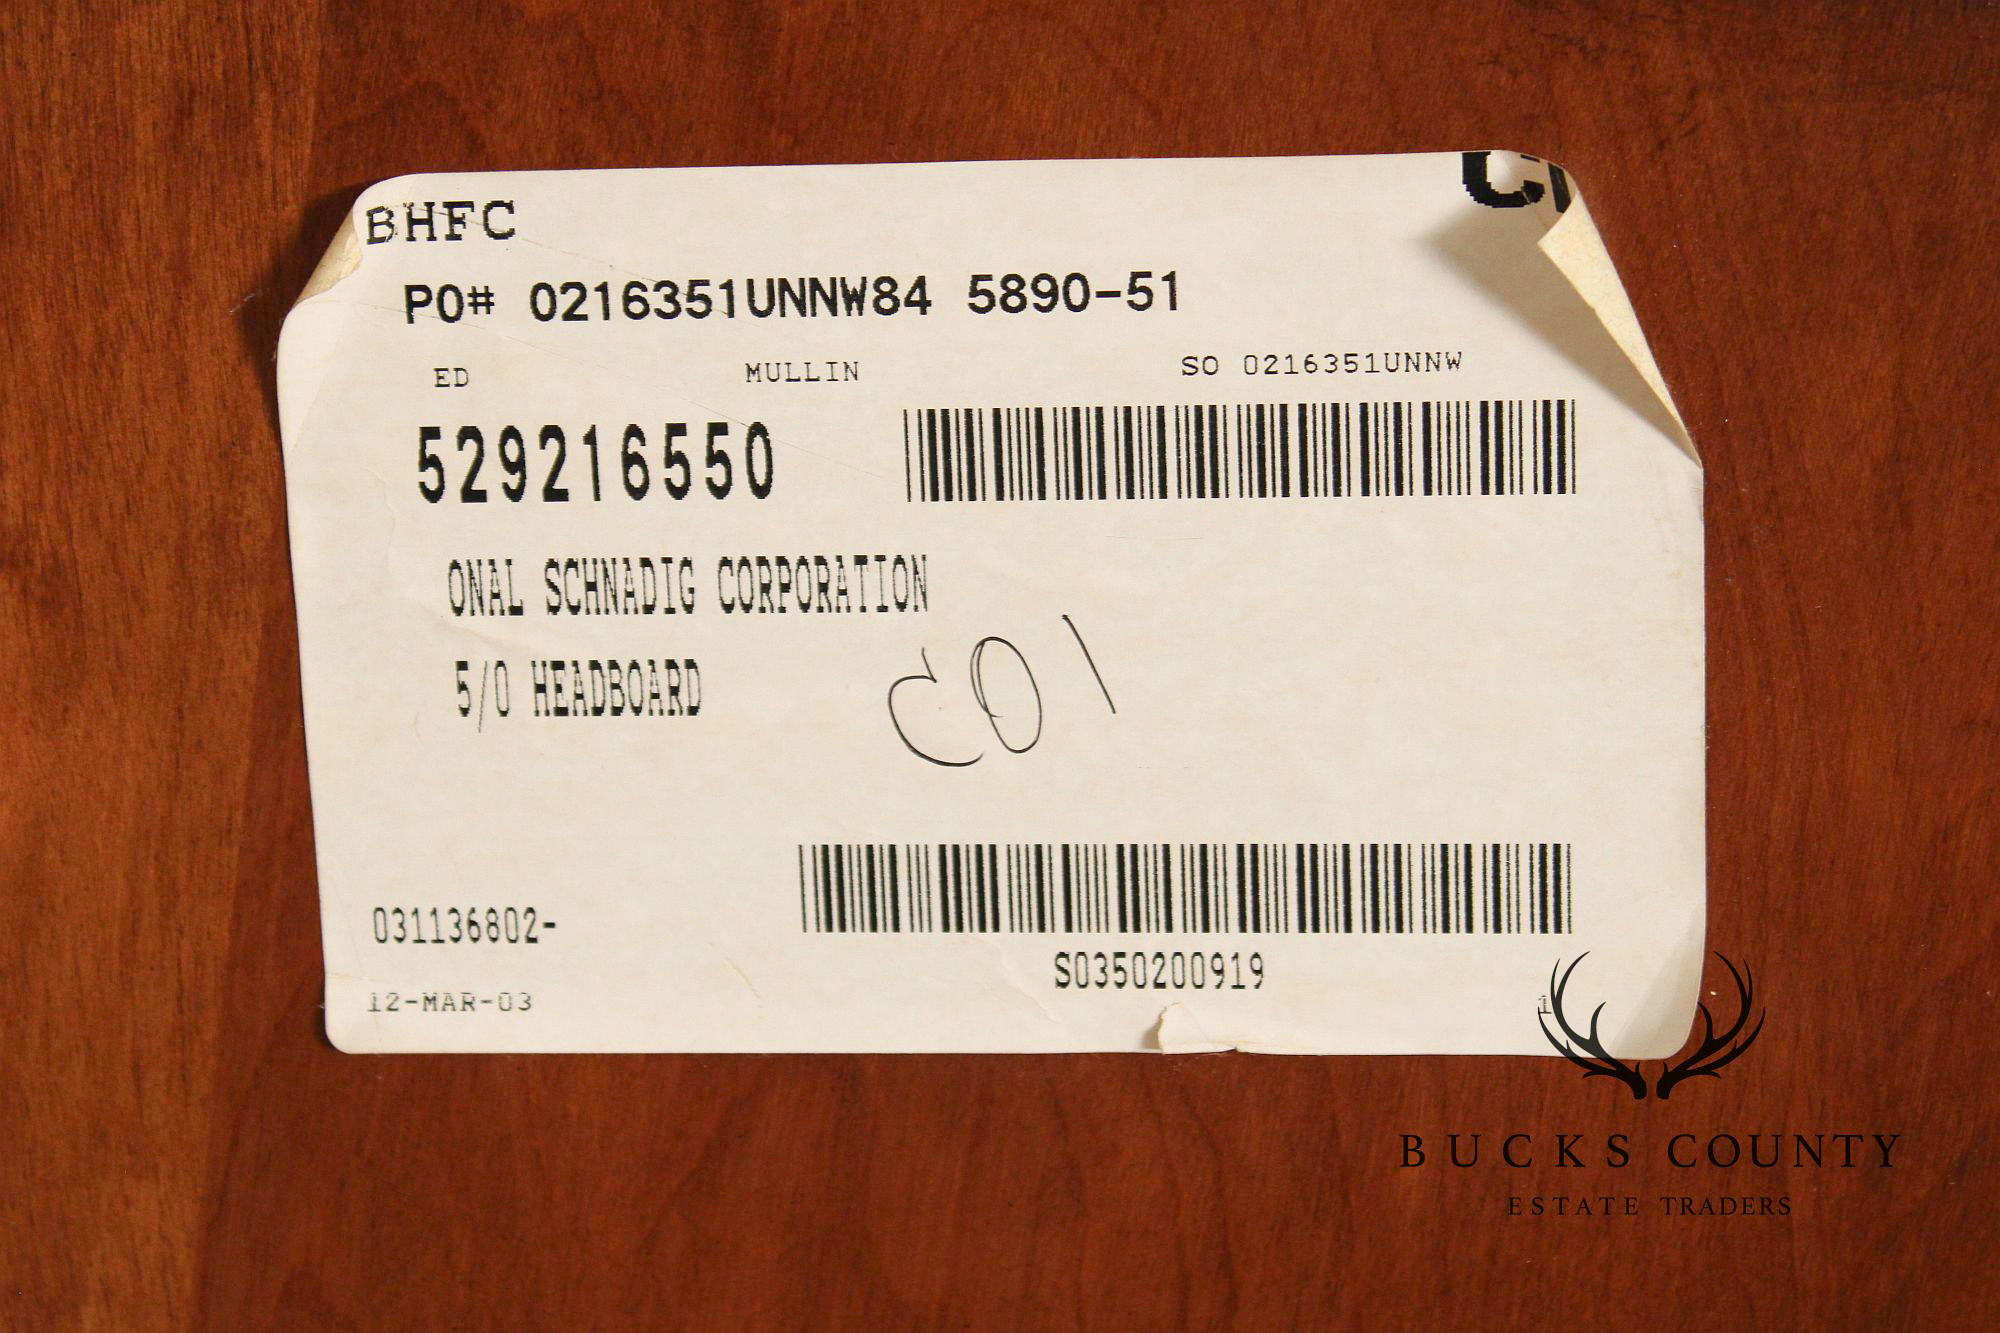 BHFC
PO# 0216351UNNW84 5890-51
ED MULLIN SO 0216351UNNW
529216550
ONAL SCHNADIG CORPORATION
5/0 HEADBOARD
031136802-
S0350200919
12-MAR-03
BUCKS COUNTY
ESTATE TRADERS